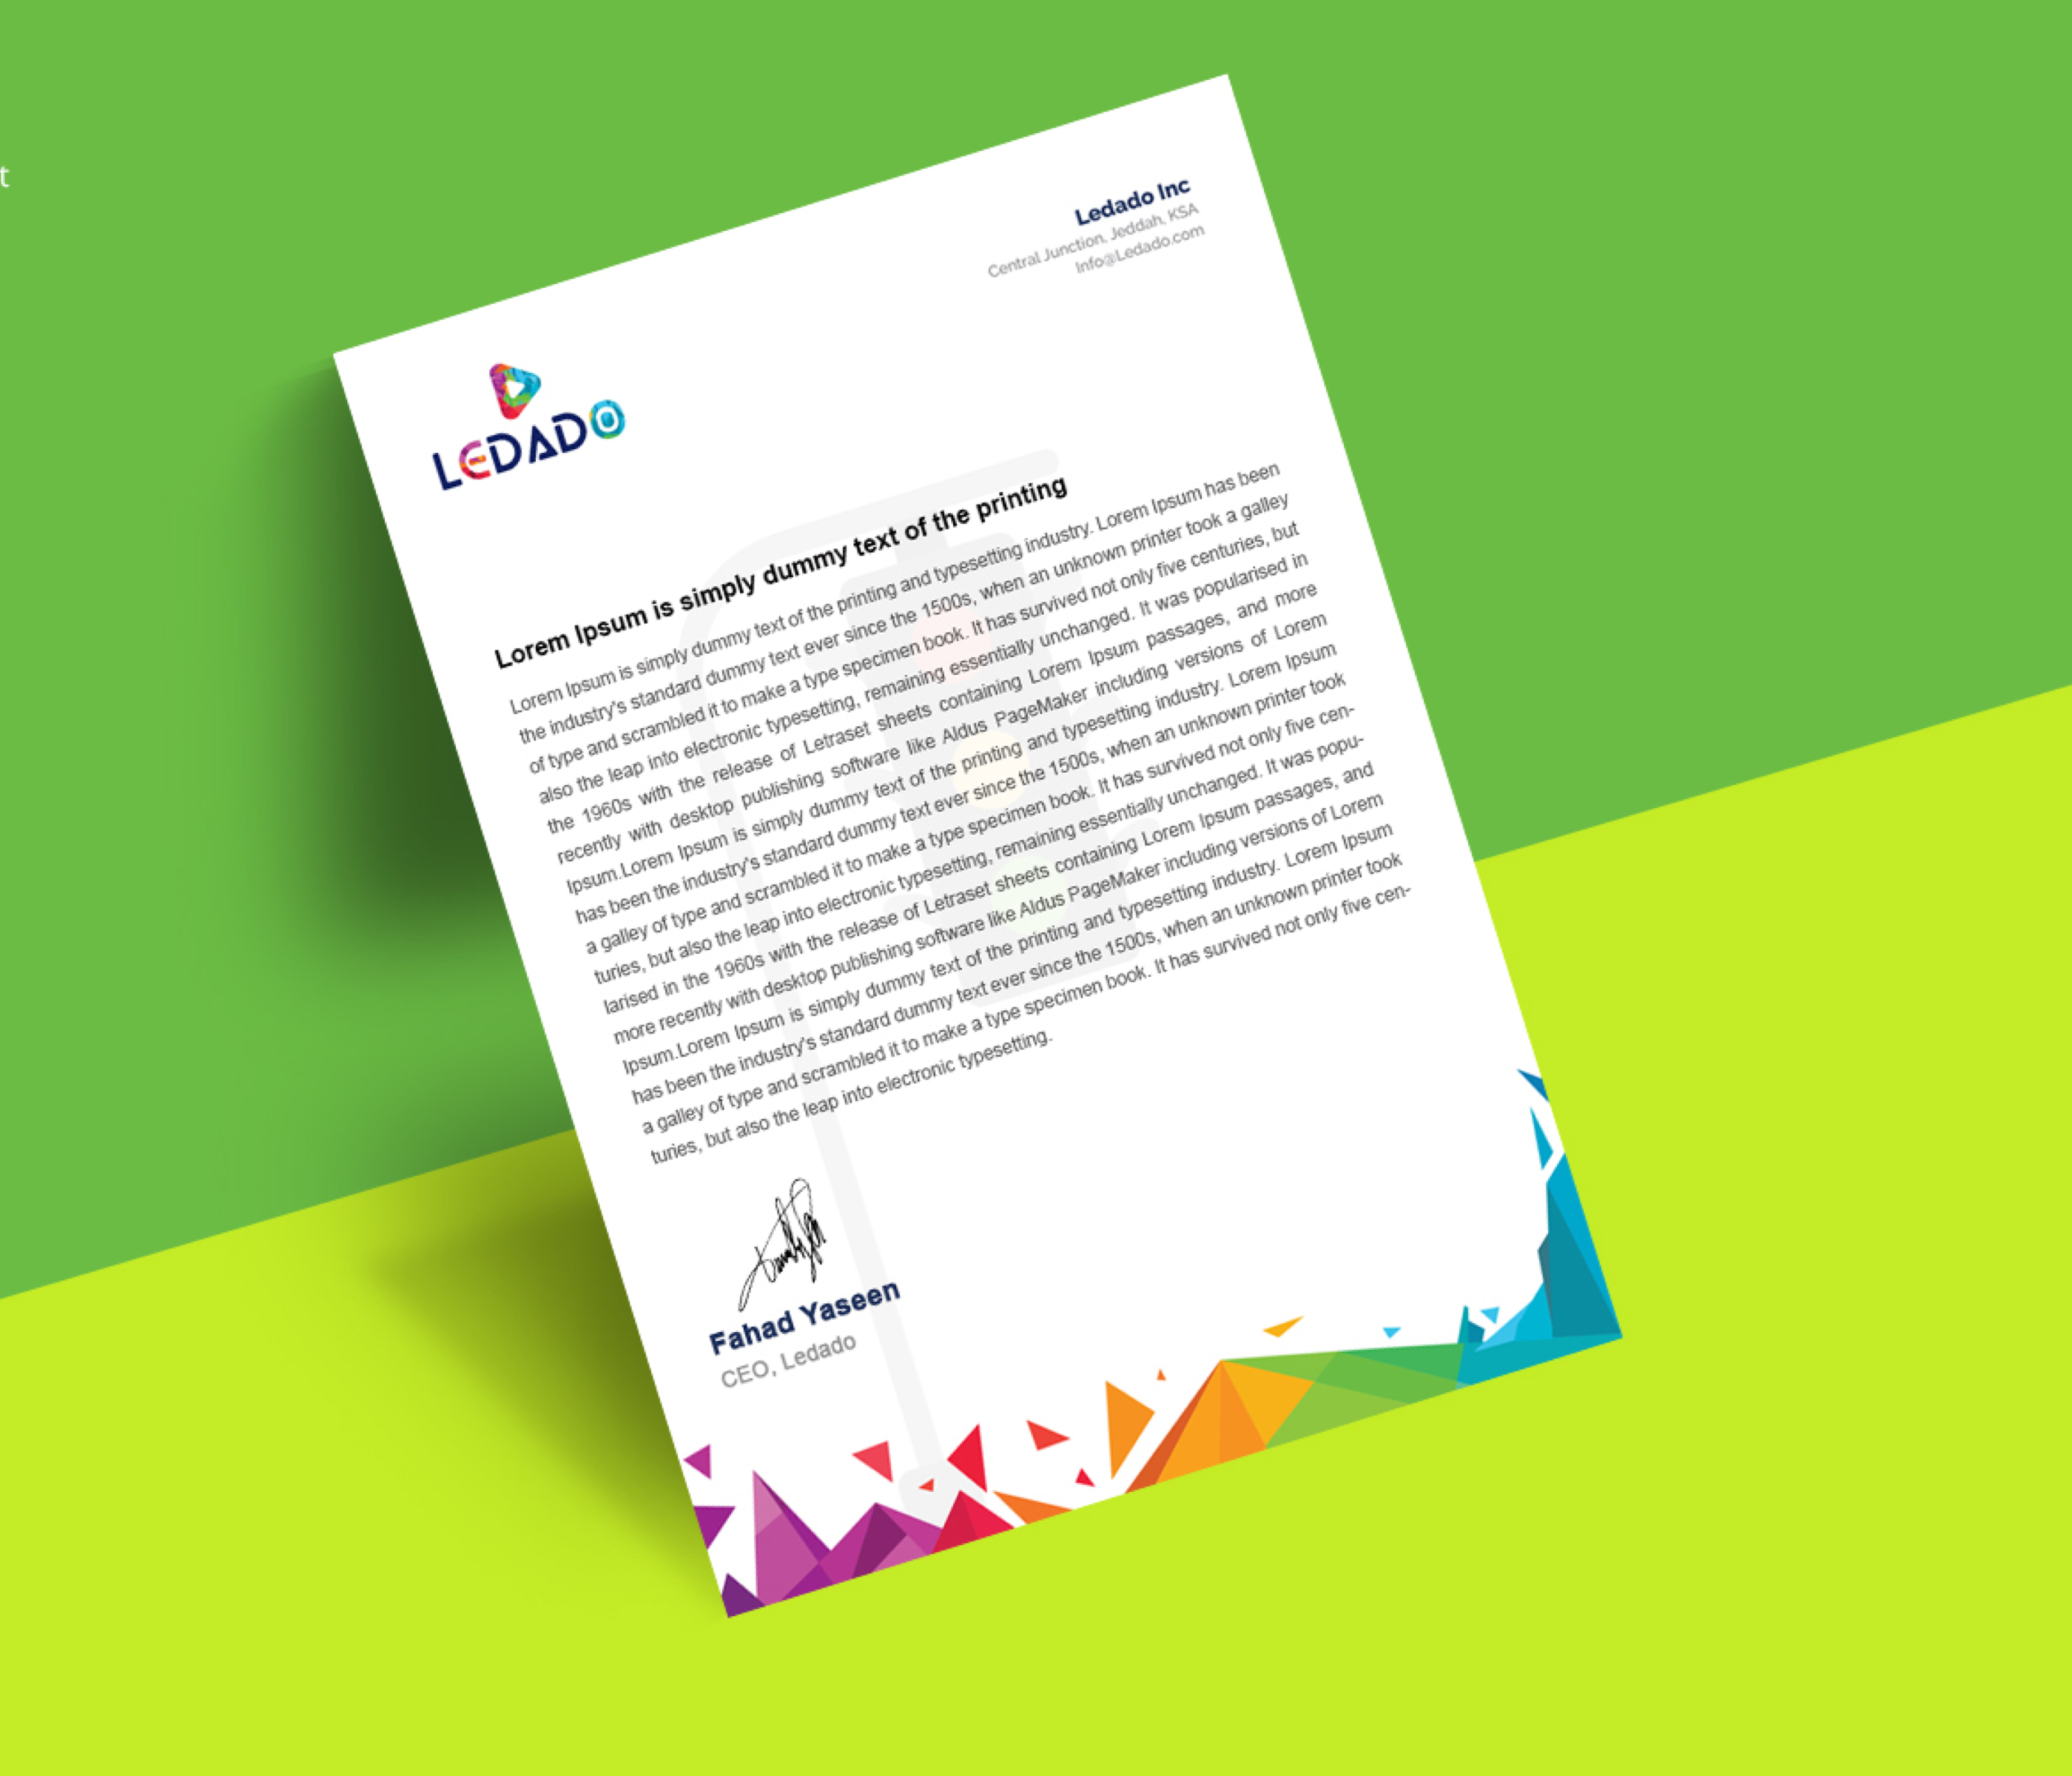 t
Ledado Inc
Central Junction, Jeddah, KSA
Info@Ledado.com
LEDADO
Lorem Ipsum is simply dummy text of the printing
Lorem Ipsum is simply dummy text of the printing and typesetting industry. Lorem Ipsum has been
the industry's standard dummy text ever since the 1500s, when an unknown printer took a galley
of type and scrambled it to make a type specimen book. It has survived not only five centuries, but
also the leap into electronic typesetting, remaining essentially unchanged. It was popularised in
the 1960s with the release of Letraset sheets containing Lorem Ipsum passages, and more
recently with desktop publishing software like Aldus PageMaker including versions of Lorem
Ipsum.Lorem Ipsum is simply dummy text of the printing and typesetting industry. Lorem Ipsum
has been the industry's standard dummy text ever since the 1500s, when an unknown printer took
a galley of type and scrambled it to make a type specimen book. It has survived not only five cen-
turies, but also the leap into electronic typesetting, remaining essentially unchanged. It was popu-
larised in the 1960s with the release of Letraset sheets containing Lorem Ipsum passages, and
more recently with desktop publishing software like Aldus PageMaker including versions of Lorem
Ipsum.Lorem Ipsum is simply dummy text of the printing and typesetting industry. Lorem Ipsum
has been the industry's standard dummy text ever since the 1500s, when an unknown printer took
a galley of type and scrambled it to make a type specimen book. It has survived not only five cen-
turies, but also the leap into electronic typesetting.
Fahad Yaseen
CEO, Ledado